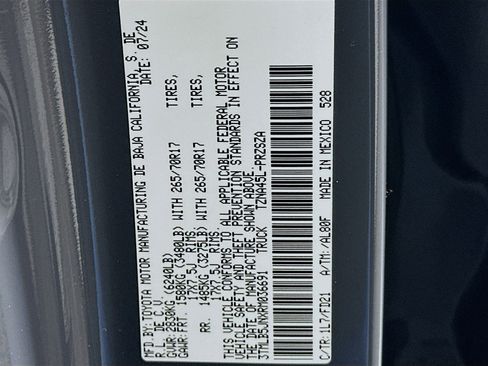 MFD. BY: TOYOTA MOTOR MANUFACTURING DE BAJA CALIFORNIA, S. DE
R. L. DE C.V. DATE: 07/24
GVWR: 2830KG (6240LB)
GAWR: FRT. 1580KG (3480LB) WITH 265/70R17 TIRES,
17X7.5J RIMS,
RR. 1485KG (3275LB) WITH 265/70R17 TIRES,
17X7.5J RIMS,
THIS VEHICLE CONFORMS TO ALL APPLICABLE FEDERAL MOTOR
VEHICLE SAFETY AND THEFT PREVENTION STANDARDS IN EFFECT ON
THE DATE OF MANUFACTURE SHOWN ABOVE.
3TMLB5JNXRM036691 TRUCK TZNA45L-PRZSZA
C/TR: 1L7/FD21 A/TM: /AL80F MADE IN MEXICO 528